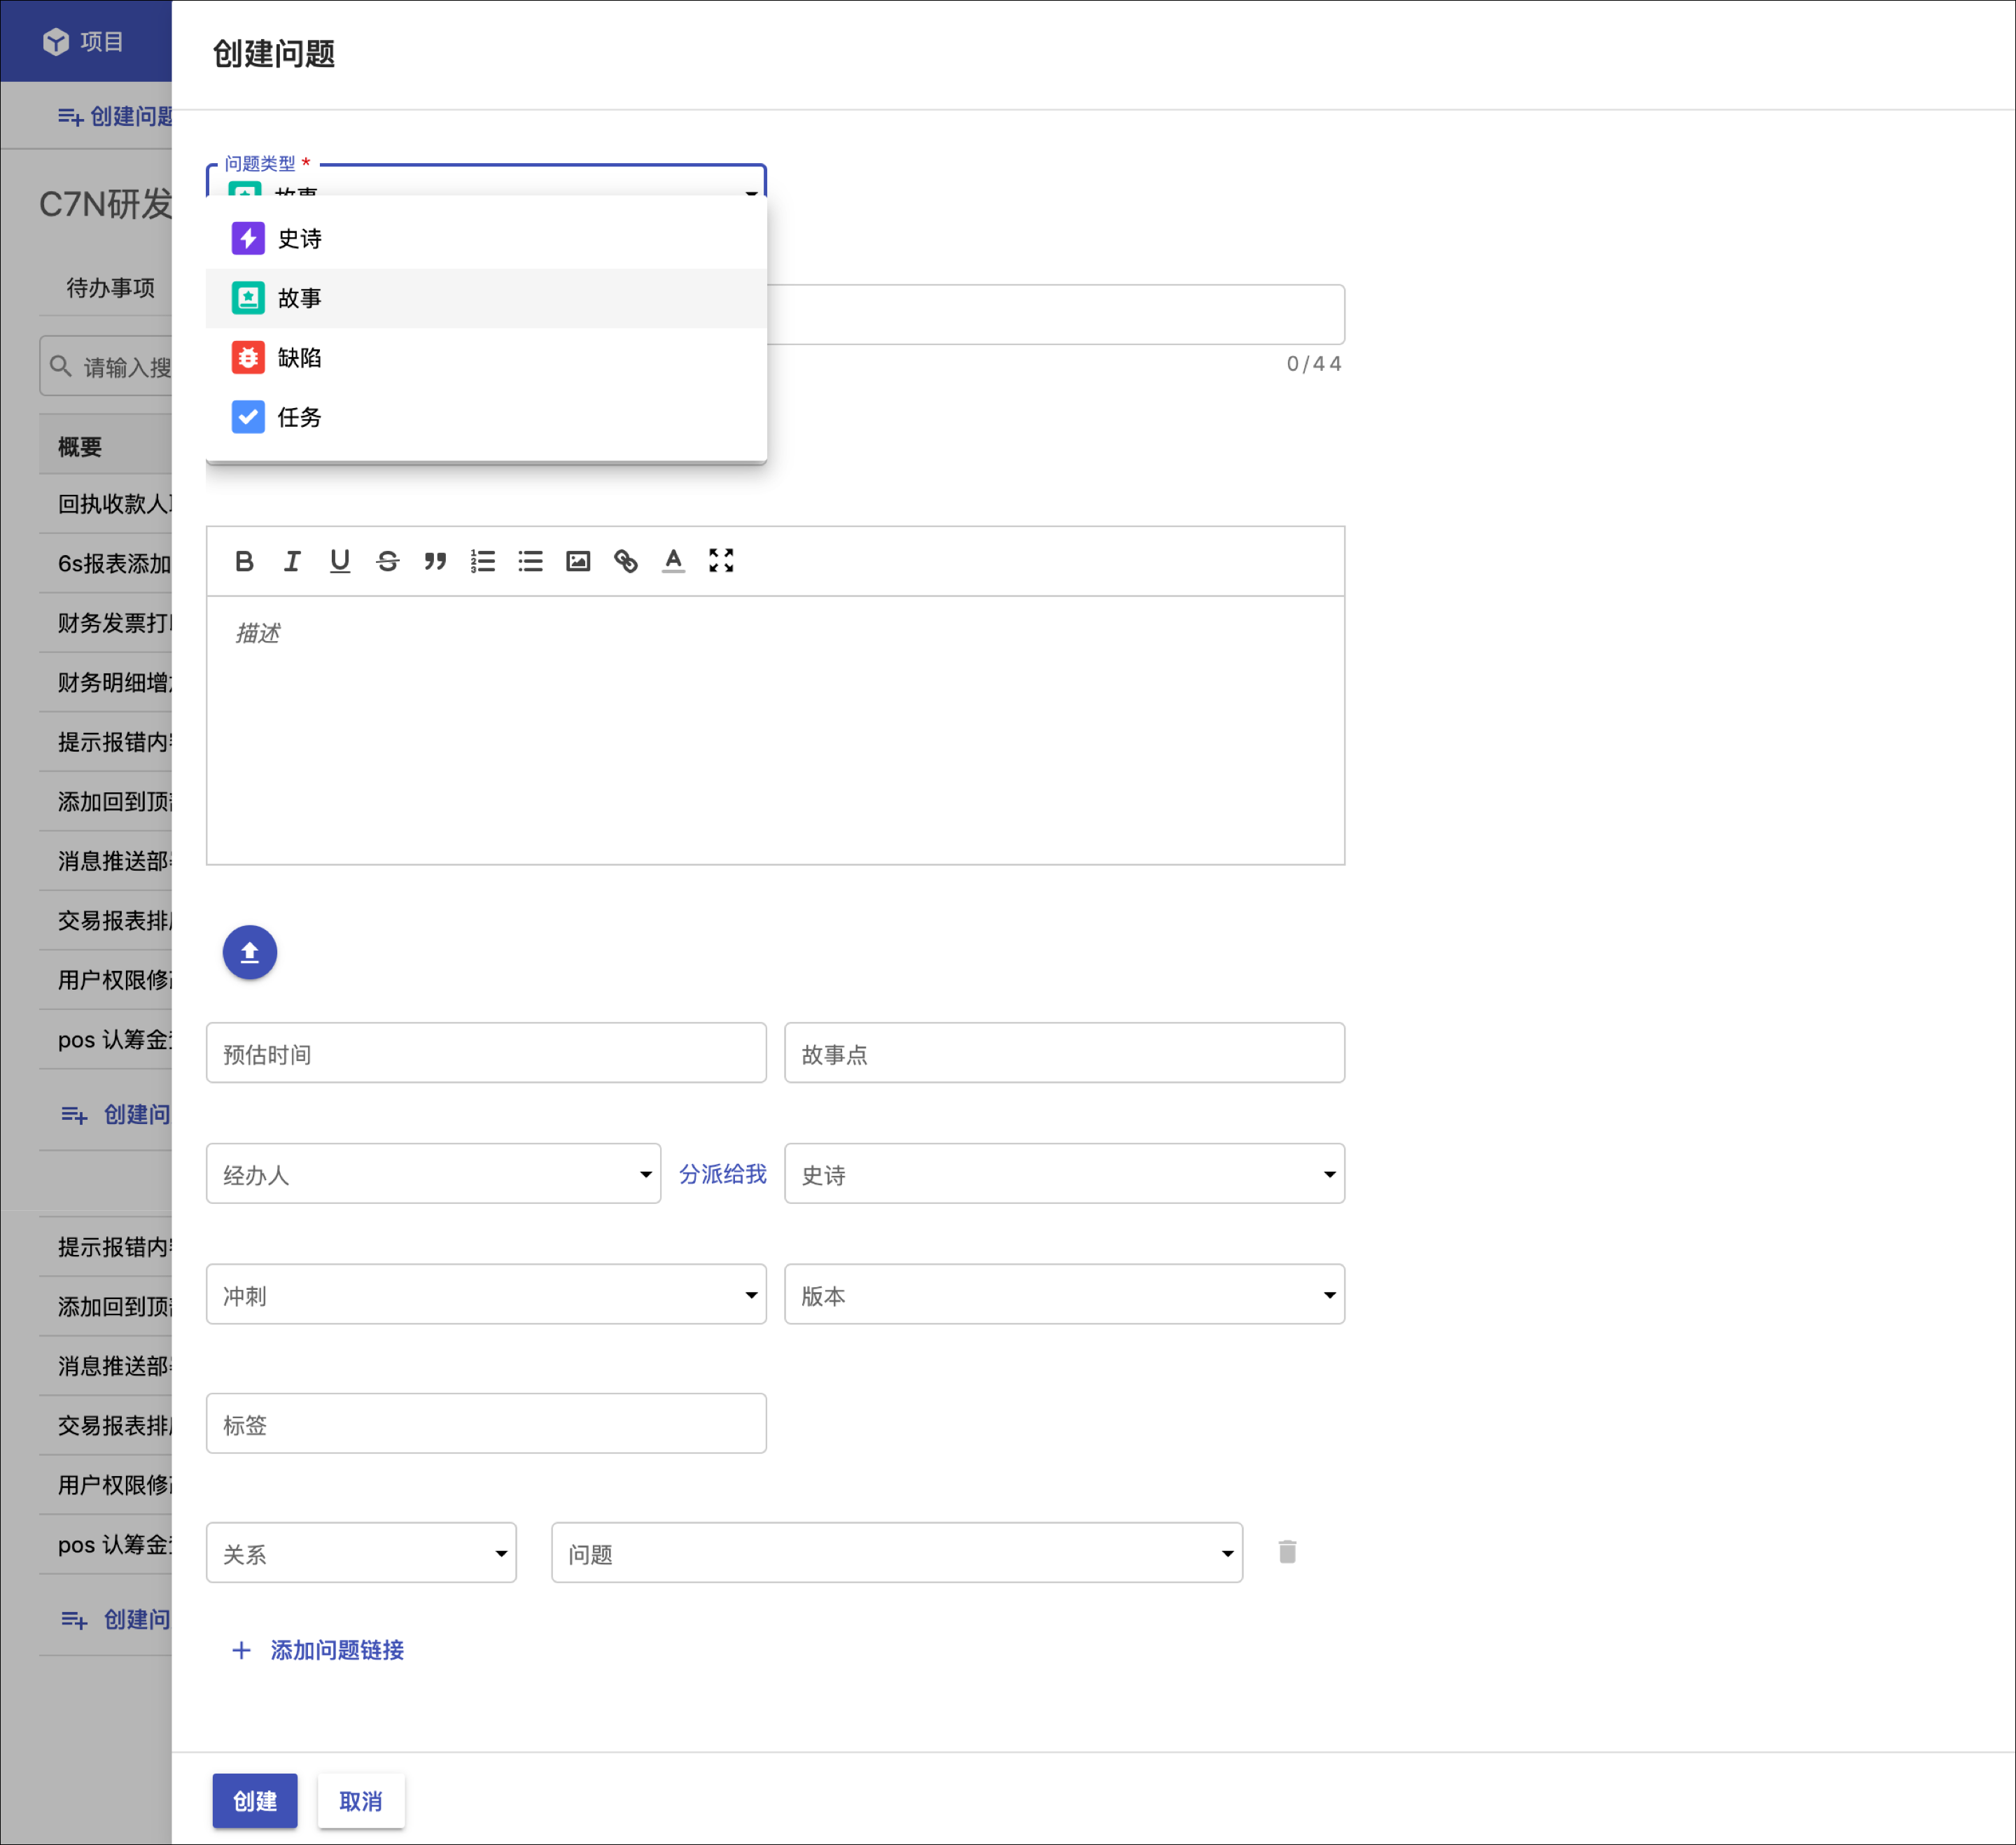 项目
创建问题
创建问题
C7N研发
待办事项
请输入搜
概要
回执收款人
6s报表添加
财务发票打
财务明细增
提示报错内
添加回到顶
消息推送部
交易报表排
用户权限修
pos 认筹金
创建问
提示报错内
添加回到顶
消息推送部
交易报表排
用户权限修
pos 认筹金
创建问
问题类型 *
故事
史诗
故事
缺陷
任务
0/44
描述
预估时间
故事点
经办人
分派给我
史诗
冲刺
版本
标签
关系
问题
添加问题链接
创建
取消